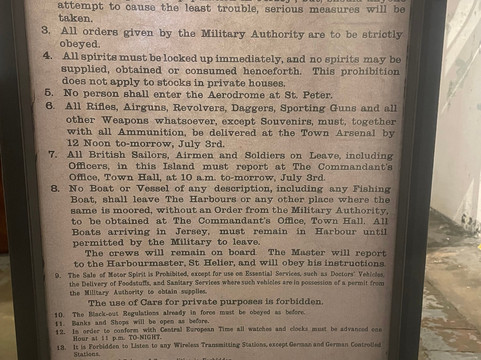 attempt to cause the least trouble, serious measures will be
taken.
3. All orders given by the Military Authority are to be strictly
obeyed.
4. All spirits must be locked up immediately, and no spirits may be
supplied, obtained or consumed henceforth. This prohibition
does not apply to stocks in private houses.
5. No person shall enter the Aerodrome at St. Peter.
6. All Rifles, Airguns, Revolvers, Daggers, Sporting Guns and all
other Weapons whatsoever, except Souvenirs, must, together
with all Ammunition, be delivered at the Town Arsenal by
12 Noon to-morrow, July 3rd.
7. All British Sailors, Airmen and Soldiers on Leave, including
Officers, in this Island must report at The Commandant's
Office, Town Hall, at 10 a.m. to-morrow, July 3rd.
8. No Boat or Vessel of any description, including any Fishing
Boat, shall leave The Harbours or any other place where the
same is moored, without an Order from the Military Authority,
to be obtained at The Commandant's Office, Town Hall. All
Boats arriving in Jersey, must remain in Harbour until
permitted by the Military to leave.
The crews will remain on board The Master will report
to the Harbourmaster, St. Helier, and will obey his instructions.
9. The Sale of Motor Spirit is Prohibited, except for use on Essential Services, such as Doctors' Vehicles,
the Delivery of Foodstuffs, and Sanitary Services where such vehicles are in possession of a permit from
the Military Authority to obtain supplies.
The use of Cars for private purposes is forbidden.
10. The Black-out Regulations already in force must be obeyed as before.
11. Banks and Shops will be open as before.
12. In order to conform with Central European Time all watches and clocks must be advanced one
Hour at 11 p.m. TO-NIGHT.
13. It is Forbidden to Listen to any Wireless Transmitting Stations, except German and German Controlled
Stations.